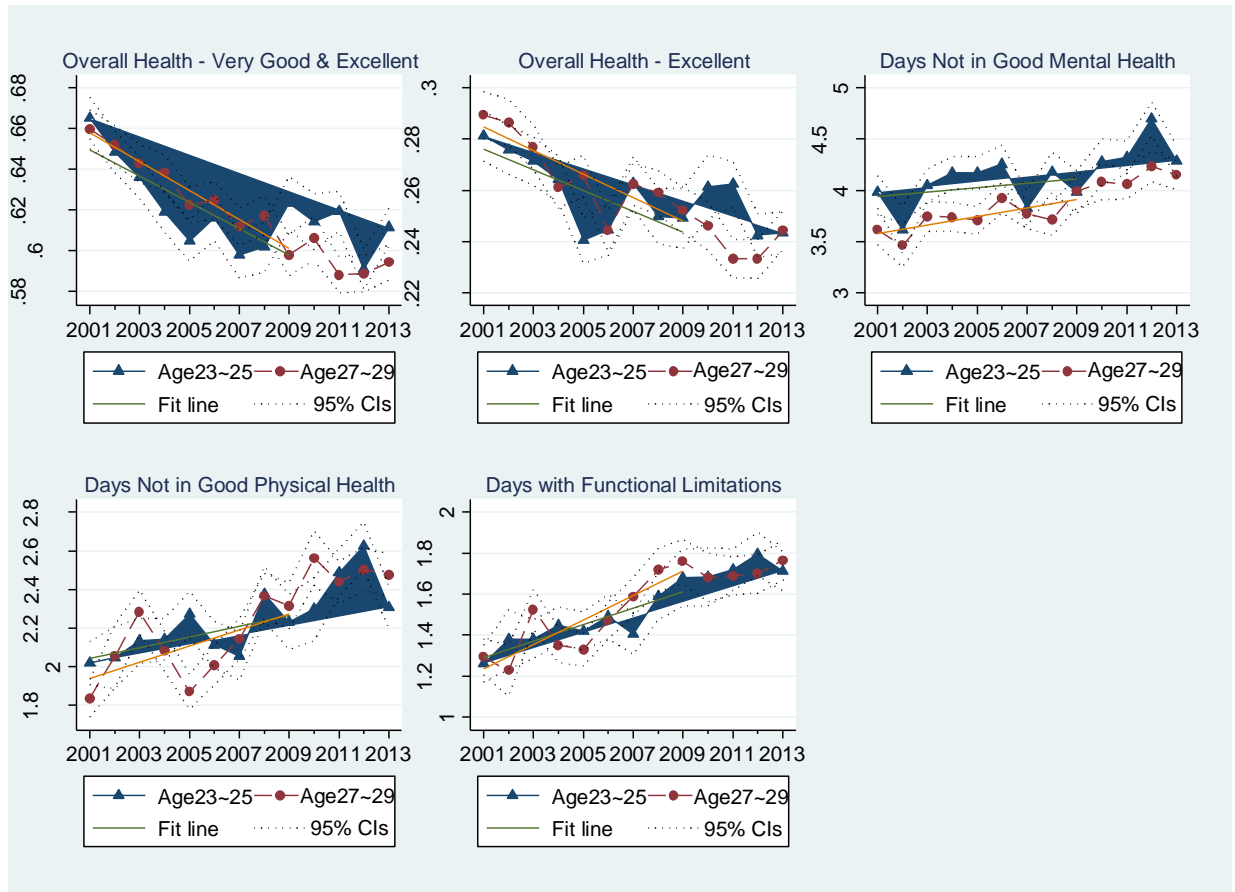 Overall Health - Very Good & Excellent
.68
.66
.64
.62
.6
.58
2001 2003 2005 2007 2009 2011 2013
Age23~25 Age27~29
Fit line 95% CIs
Overall Health - Excellent
.3
.28
.26
.24
.22
2001 2003 2005 2007 2009 2011 2013
Age23~25 Age27~29
Fit line 95% CIs
Days Not in Good Mental Health
5
4.5
4
3.5
3
2001 2003 2005 2007 2009 2011 2013
Age23~25 Age27~29
Fit line 95% CIs
Days Not in Good Physical Health
2.8
2.6
2.4
2.2
2
1.8
2001 2003 2005 2007 2009 2011 2013
Age23~25 Age27~29
Fit line 95% CIs
Days with Functional Limitations
2
1.8
1.6
1.4
1.2
1
2001 2003 2005 2007 2009 2011 2013
Age23~25 Age27~29
Fit line 95% CIs